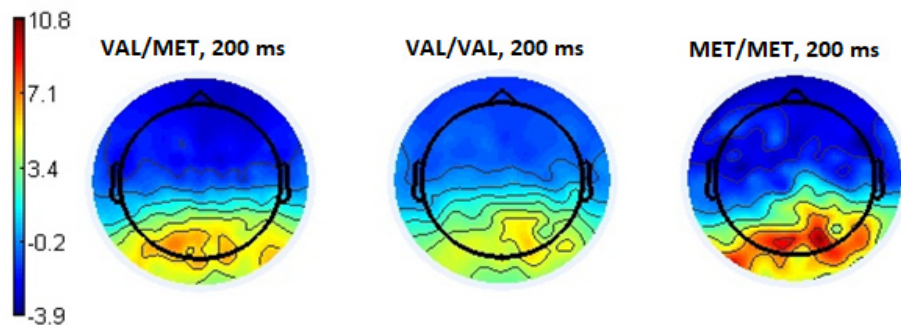 10.8
7.1
3.4
-0.2
-3.9
VAL/MET, 200 ms
VAL/VAL, 200 ms
MET/MET, 200 ms